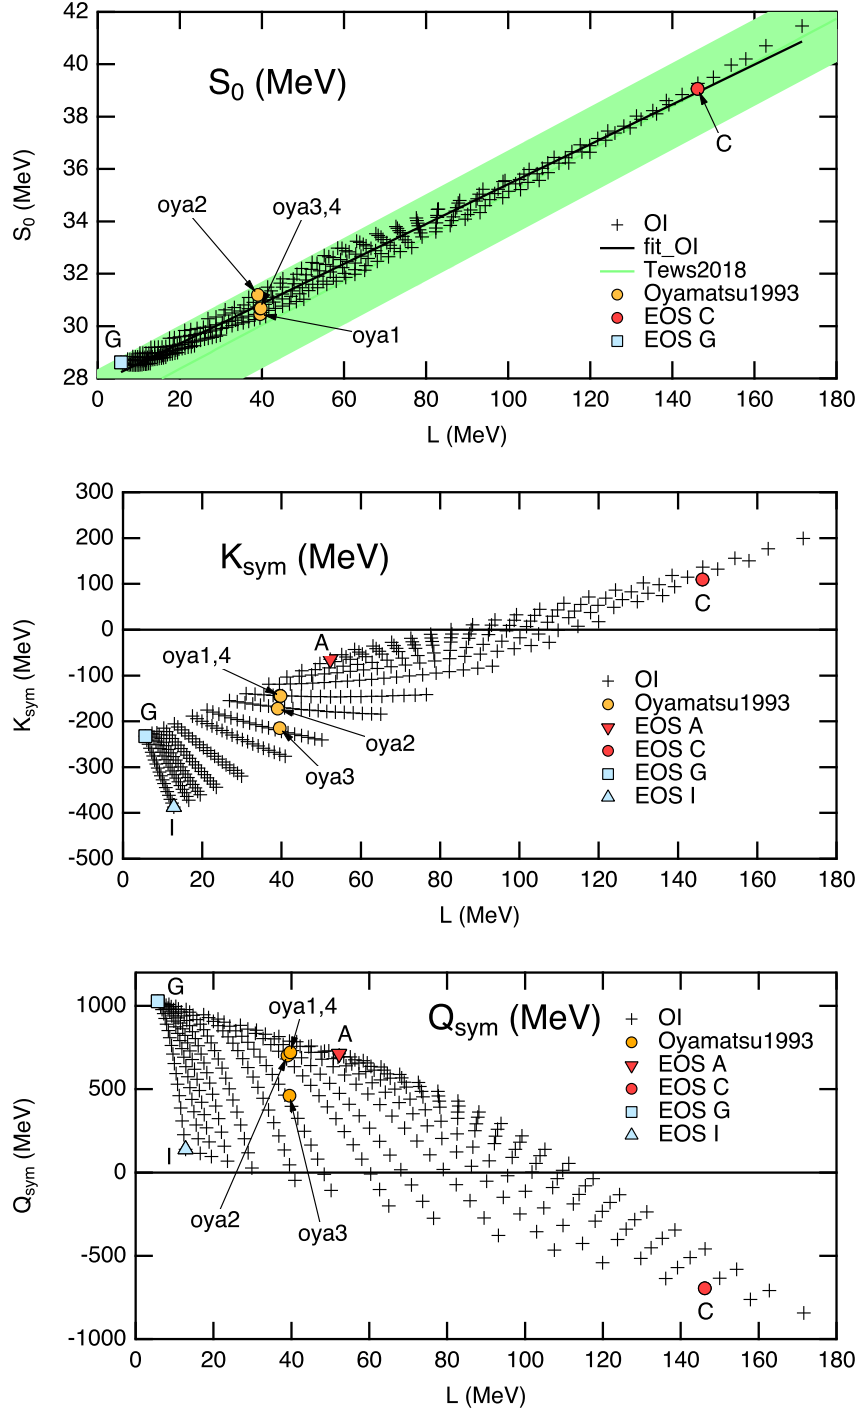 S0 (MeV)
42
40
38
36
34
32
30
28
S0 (MeV)
oya2
oya3,4
oya1
G
C
OI
fit_OI
Tews2018
Oyamatsu1993
EOS C
EOS G
0 20 40 60 80 100 120 140 160 180
L (MeV)
Ksym (MeV)
300
200
100
0
-100
-200
-300
-400
-500
Ksym (MeV)
A
oya1,4
G
oya2
oya3
I
C
OI
Oyamatsu1993
EOS A
EOS C
EOS G
EOS I
0 20 40 60 80 100 120 140 160 180
L (MeV)
Qsym (MeV)
1000
500
0
-500
-1000
Qsym (MeV)
G
oya1,4
A
I
oya2
oya3
C
OI
Oyamatsu1993
EOS A
EOS C
EOS G
EOS I
0 20 40 60 80 100 120 140 160 180
L (MeV)